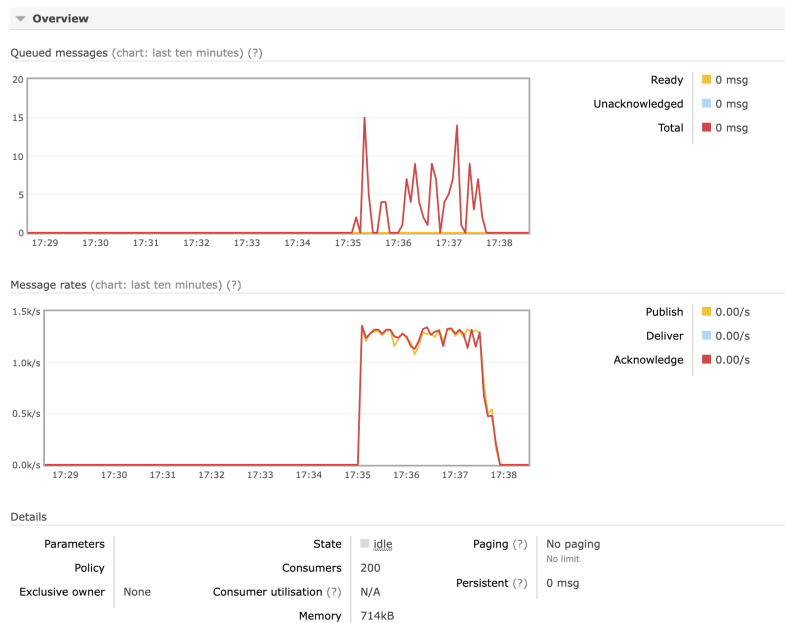 Overview
Queued messages (chart: last ten minutes) (?)
20
15
10
5
0
17:29 17:30 17:31 17:32 17:33 17:34 17:35 17:36 17:37 17:38
Ready 0 msg
Unacknowledged 0 msg
Total 0 msg
Message rates (chart: last ten minutes) (?)
1.5k/s
1.0k/s
0.5k/s
0.0k/s
17:29 17:30 17:31 17:32 17:33 17:34 17:35 17:36 17:37 17:38
Publish 0.00/s
Deliver 0.00/s
Acknowledge 0.00/s
Details
Parameters
Policy
Exclusive owner None
State idle
Consumers 200
Consumer utilisation (?) N/A
Memory 714kB
Paging (?) No paging
No limit
Persistent (?) 0 msg